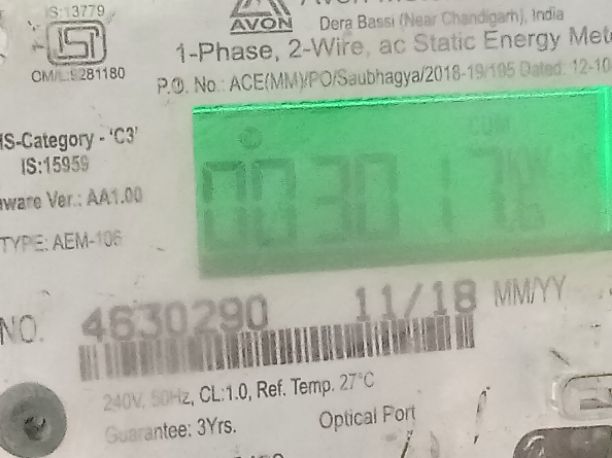 IS:13779
CM/L:9281180
AVON
Dera Bassi (Near Chandigarh), India
1-Phase, 2-Wire, ac Static Energy Met
P.O. No.: ACE(MM)/PO/Saubhagya/2018-19/195 Dated: 12-10
IS-Category - 'C3'
IS:15959
ware Ver.: AA1.00
TYPE: AEM-106
CUM
003017
NO. 4630290 11/18 MM/YY
240V, 50Hz, CL:1.0, Ref. Temp. 27°C
Guarantee: 3Yrs.
Optical Port